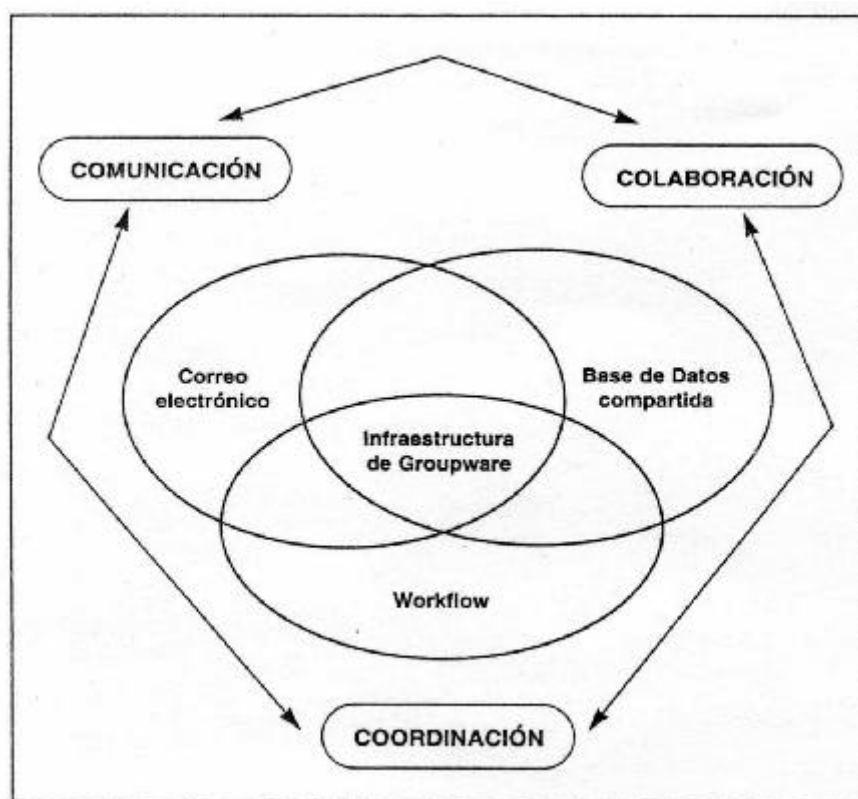 COMUNICACIÓN
COLABORACIÓN
Correo
electrónico
Base de Datos
compartida
Infraestructura
de Groupware
Workflow
COORDINACIÓN